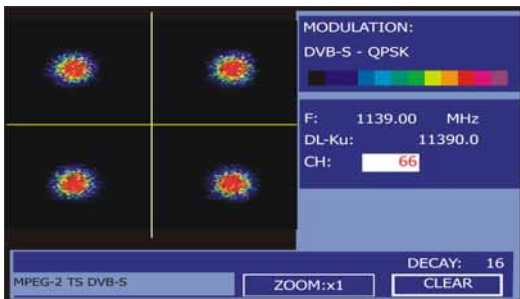 MODULATION:
DVB-S - QPSK
F: 1139.00 MHz
DL-Ku: 11390.0
CH: 66
DECAY: 16
MPEG-2 TS DVB-S
ZOOM:x1
CLEAR